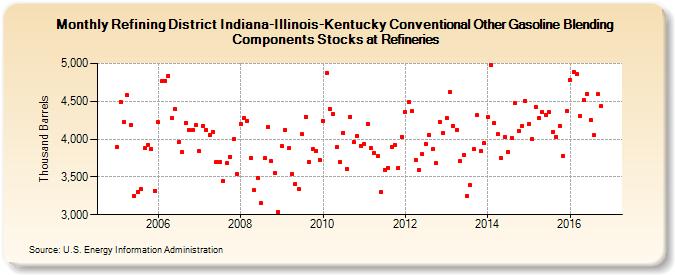 Monthly Refining District Indiana-Illinois-Kentucky Conventional Other Gasoline Blending
Components Stocks at Refineries
Thousand Barrels
5,000
4,500
4,000
3,500
3,000
2006
2008
2010
2012
2014
2016
Source: U.S. Energy Information Administration